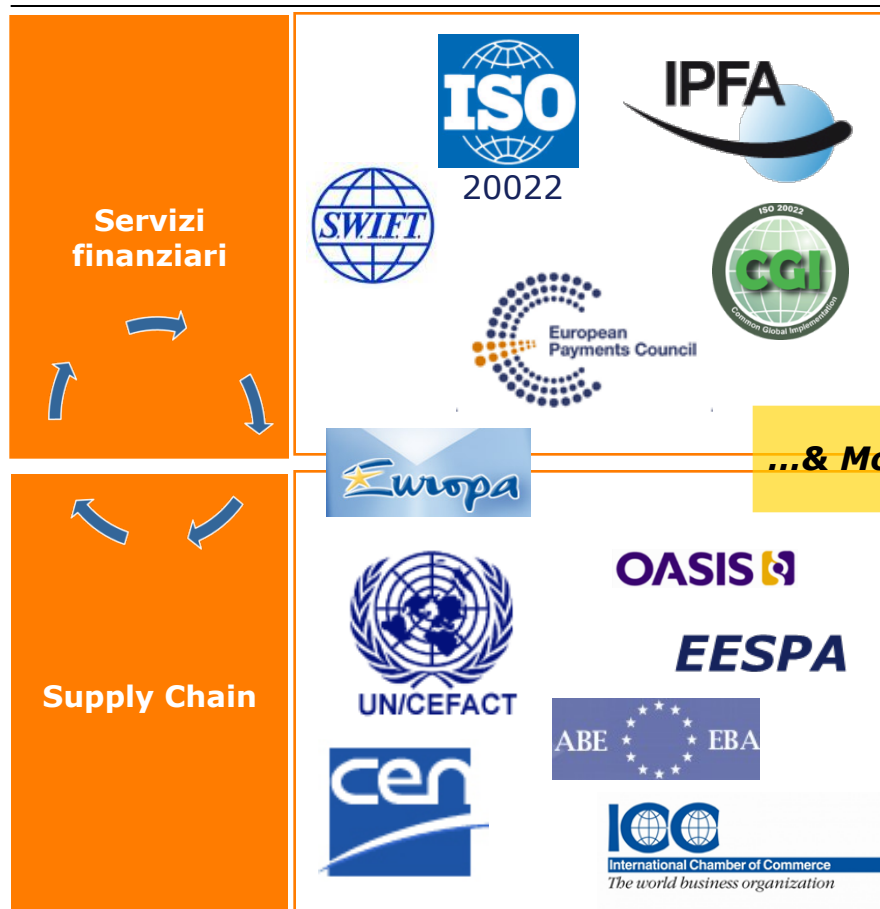 Servizi
finanziari
ISO
20022
IPFA
S.W.I.F.T.
ISO 20022
CGI
Common Global Implementation
European
Payments Council
Europa
...& Mo
Supply Chain
UN/CEFACT
OASIS
EESPA
ABE EBA
cen
ICC
International Chamber of Commerce
The world business organization